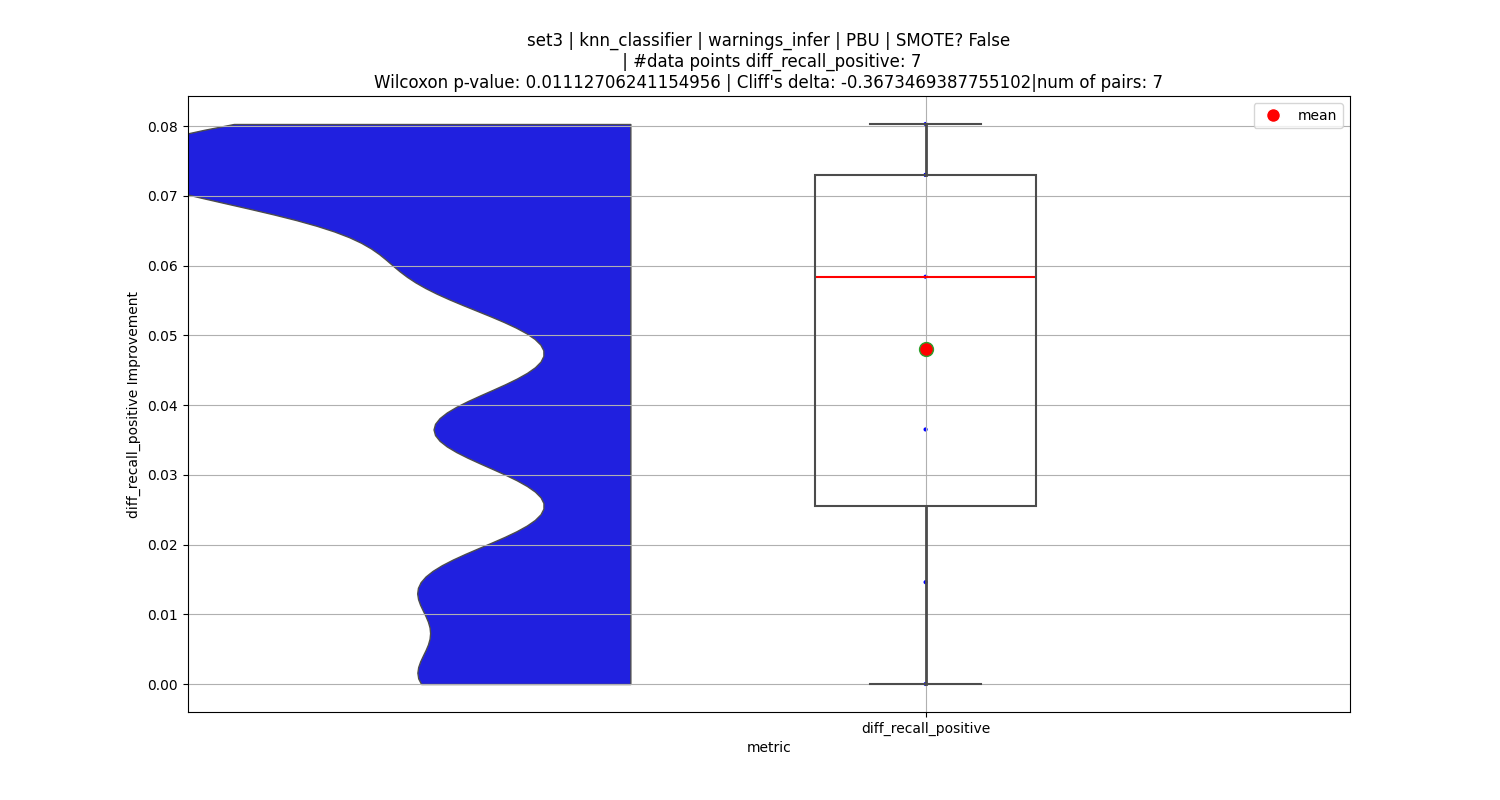 set3 | knn_classifier | warnings_infer | PBU | SMOTE? False
| #data points diff_recall_positive: 7
Wilcoxon p-value: 0.01112706241154956 | Cliff's delta: -0.3673469387755102|num of pairs: 7
mean
0.08
0.07
0.06
0.05
0.04
0.03
0.02
0.01
0.00
diff_recall_positive Improvement
diff_recall_positive
metric